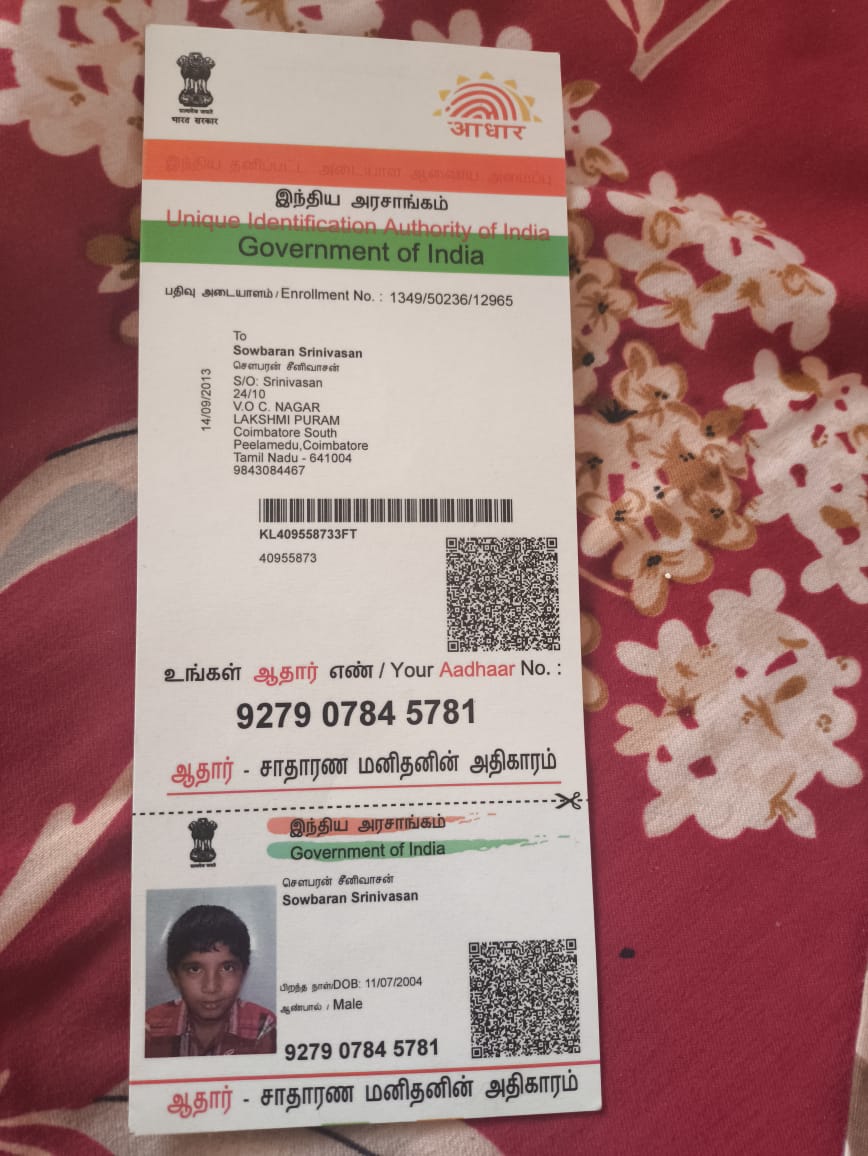 सत्यमेव जयते
भारत सरकार
आधार
இந்திய தனிப்பட்ட அடையாள ஆணைய அமைப்பு
இந்திய அரசாங்கம்
Unique Identification Authority of India
Government of India
பதிவு அடையாளம் / Enrollment No. : 1349/50236/12965
14/09/2013
To
Sowbaran Srinivasan
சௌபரன் சீனிவாசன்
S/O: Srinivasan
24/10
V.O C. NAGAR
LAKSHMI PURAM
Coimbatore South
Peelamedu,Coimbatore
Tamil Nadu - 641004
9843084467
KL409558733FT
40955873
உங்கள் ஆதார் எண் / Your Aadhaar No. :
9279 0784 5781
ஆதார் - சாதாரண மனிதனின் அதிகாரம்
இந்திய அரசாங்கம்
Government of India
சௌபரன் சீனிவாசன்
Sowbaran Srinivasan
பிறந்த நாள்/DOB: 11/07/2004
ஆண்பால் / Male
9279 0784 5781
ஆதார் - சாதாரண மனிதனின் அதிகாரம்